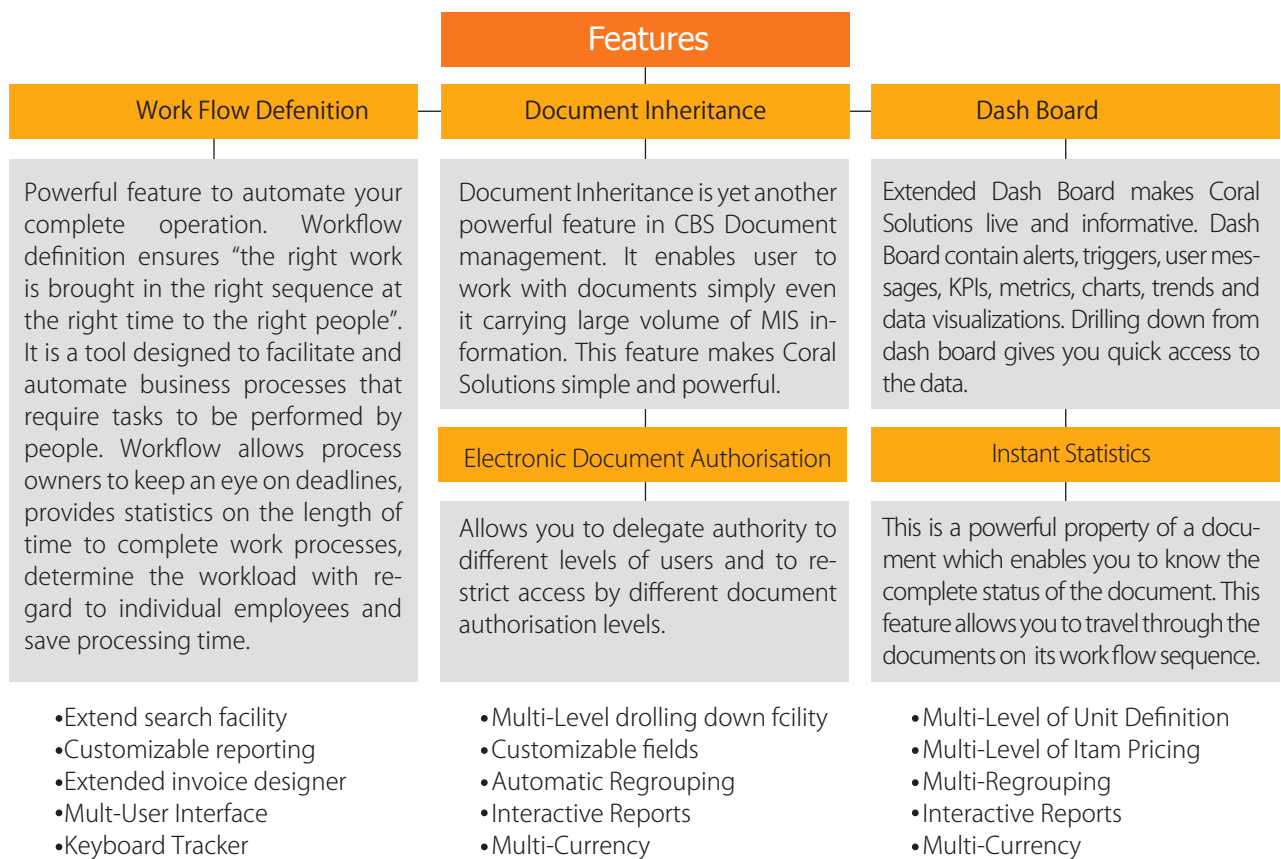 Features
Work Flow Defenition
Powerful feature to automate your
complete operation. Workflow
definition ensures “the right work
is brought in the right sequence at
the right time to the right people”.
It is a tool designed to facilitate and
automate business processes that
require tasks to be performed by
people. Workflow allows process
owners to keep an eye on deadlines,
provides statistics on the length of
time to complete work processes,
determine the workload with re-
gard to individual employees and
save processing time.
Document Inheritance
Document Inheritance is yet another
powerful feature in CBS Document
management. It enables user to
work with documents simply even
it carrying large volume of MIS in-
formation. This feature makes Coral
Solutions simple and powerful.
Electronic Document Authorisation
Allows you to delegate authority to
different levels of users and to re-
strict access by different document
authorisation levels.
Dash Board
Extended Dash Board makes Coral
Solutions live and informative. Dash
Board contain alerts, triggers, user mes-
sages, KPIs, metrics, charts, trends and
data visualizations. Drilling down from
dash board gives you quick access to
the data.
Instant Statistics
This is a powerful property of a docu-
ment which enables you to know the
complete status of the document. This
feature allows you to travel through the
documents on its work flow sequence.
•Extend search facility
•Customizable reporting
•Extended invoice designer
•Mult-User Interface
•Keyboard Tracker
•Multi-Level drolling down fcility
•Customizable fields
•Automatic Regrouping
•Interactive Reports
•Multi-Currency
•Multi-Level of Unit Definition
•Multi-Level of Itam Pricing
•Multi-Regrouping
•Interactive Reports
•Multi-Currency